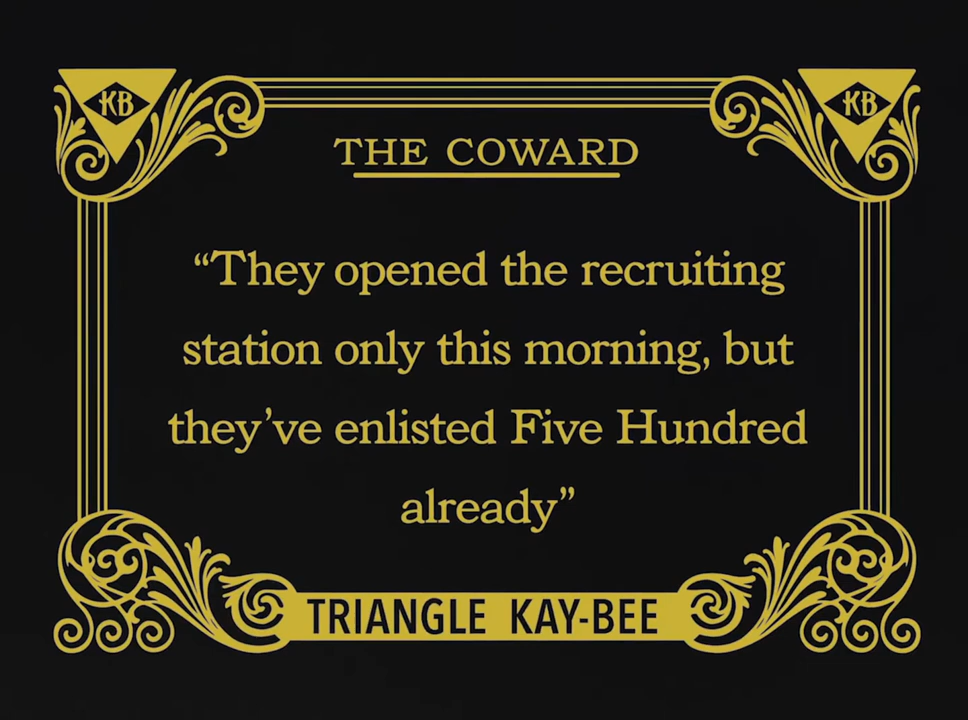 KB KB
THE COWARD
“They opened the recruiting
station only this morning, but
they’ve enlisted Five Hundred
already”
TRIANGLE KAY-BEE